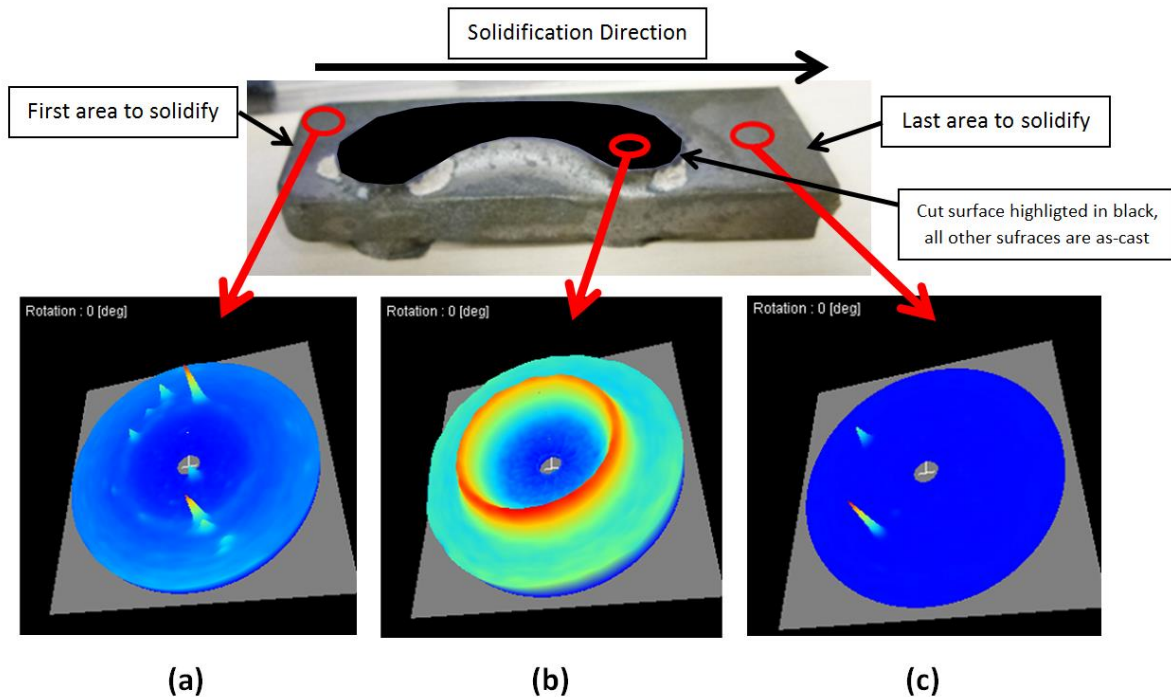 Solidification Direction
First area to solidify
Last area to solidify
Cut surface highligted in black,
all other sufraces are as-cast
Rotation : 0 [deg]
Rotation : 0 [deg]
Rotation : 0 [deg]
(a)
(b)
(c)